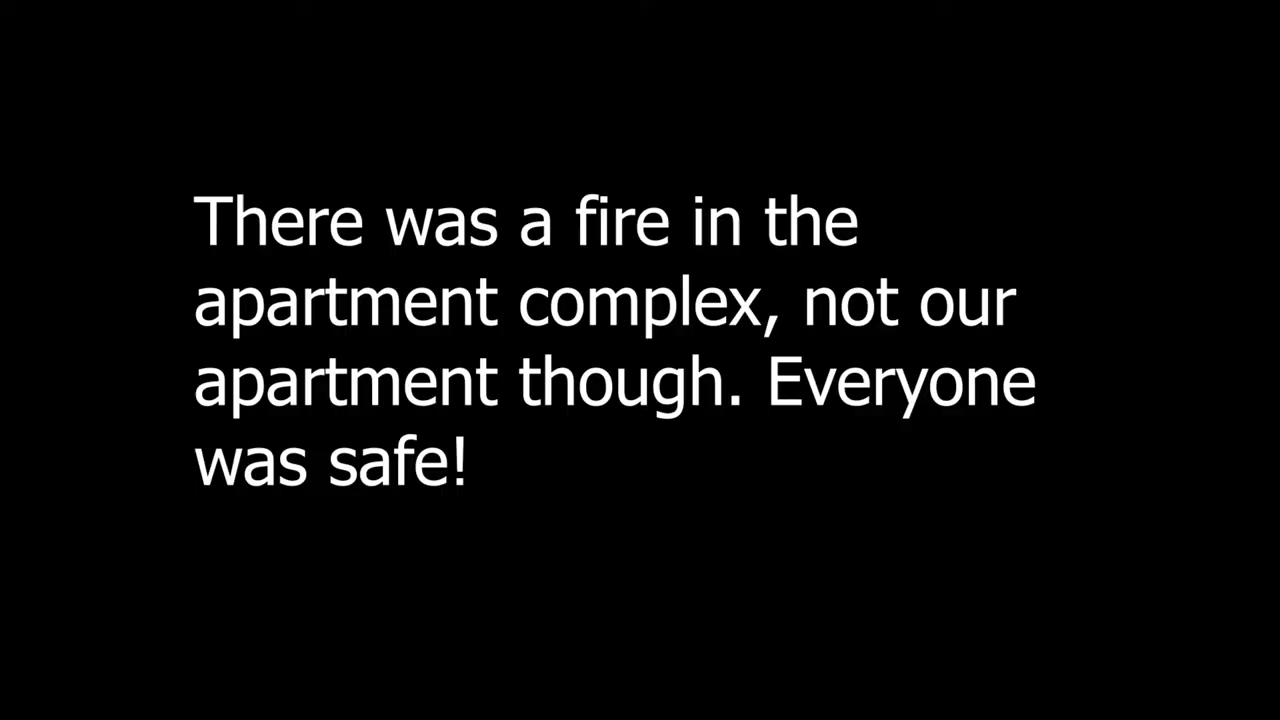 There was a fire in the
apartment complex, not our
apartment though. Everyone
was safe!